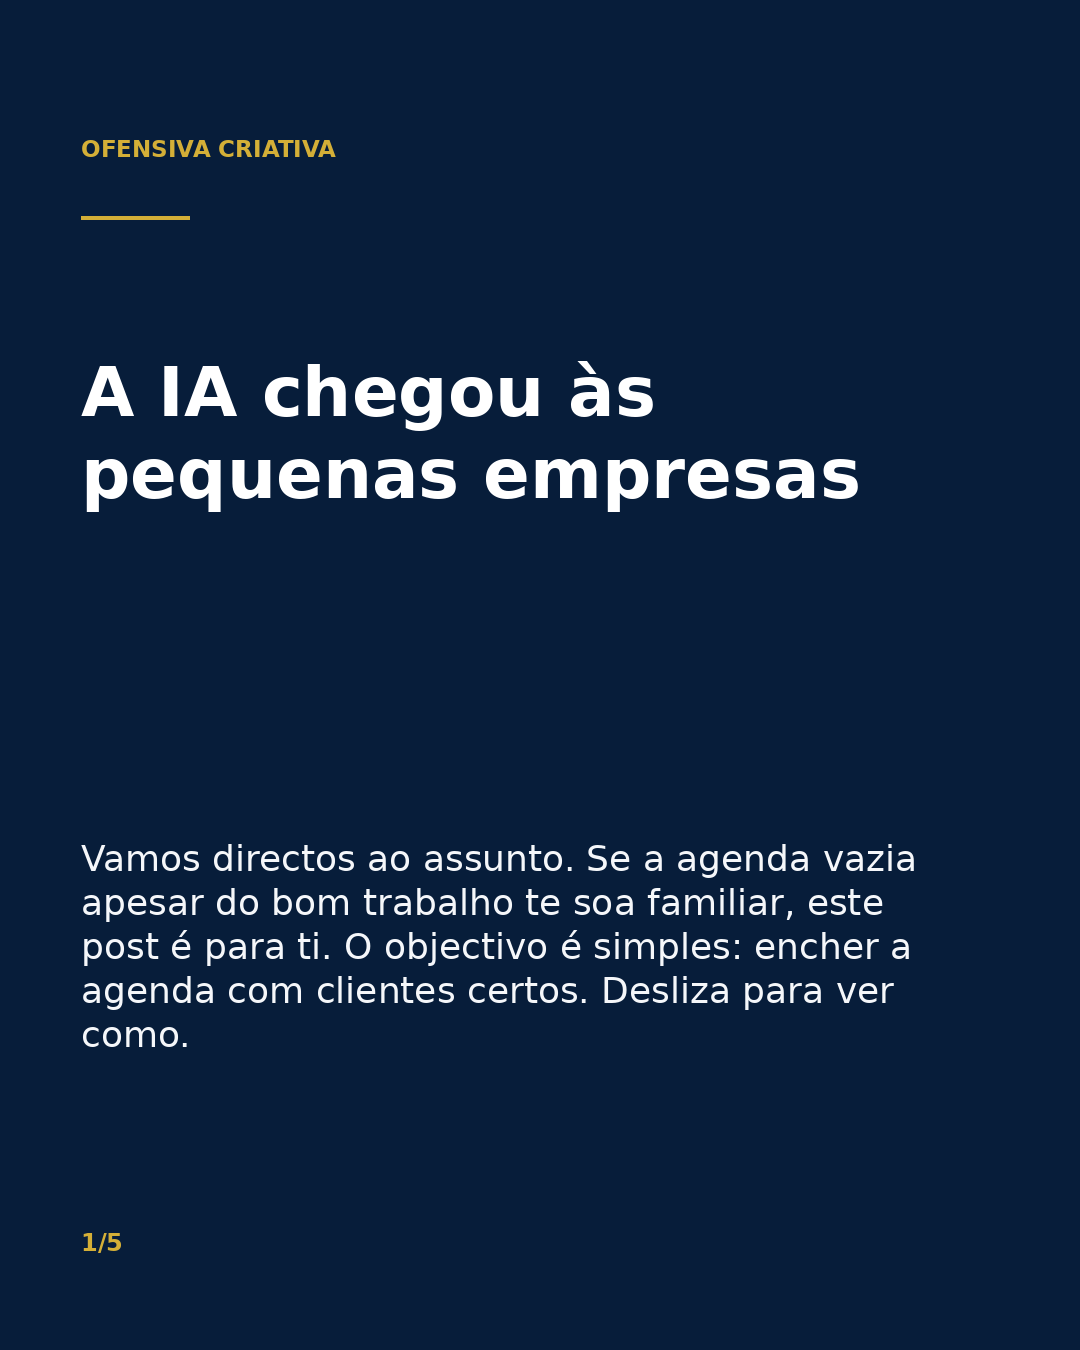 OFENSIVA CRIATIVA
A IA chegou às
pequenas empresas
Vamos directos ao assunto. Se a agenda vazia
apesar do bom trabalho te soa familiar, este
post é para ti. O objectivo é simples: encher a
agenda com clientes certos. Desliza para ver
como.
1/5